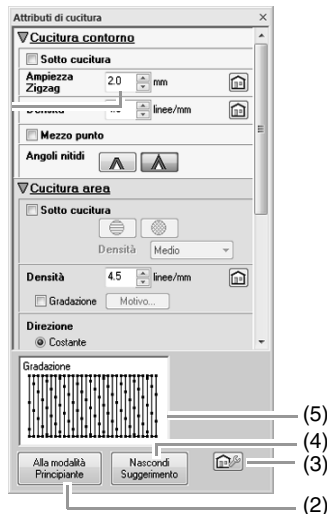 Attributi di cucitura
Cucitura contorno
Sotto cucitura
Ampiezza Zigzag 2.0 mm
linee/mm
Mezzo punto
Angoli nitidi
Cucitura area
Sotto cucitura
Densità Medio
Densità 4.5 linee/mm
Gradazione Motivo...
Direzione
Costante
Gradazione
(5)
(4)
(3)
Alla modalità Principiante
Nascondi Suggerimento
(2)